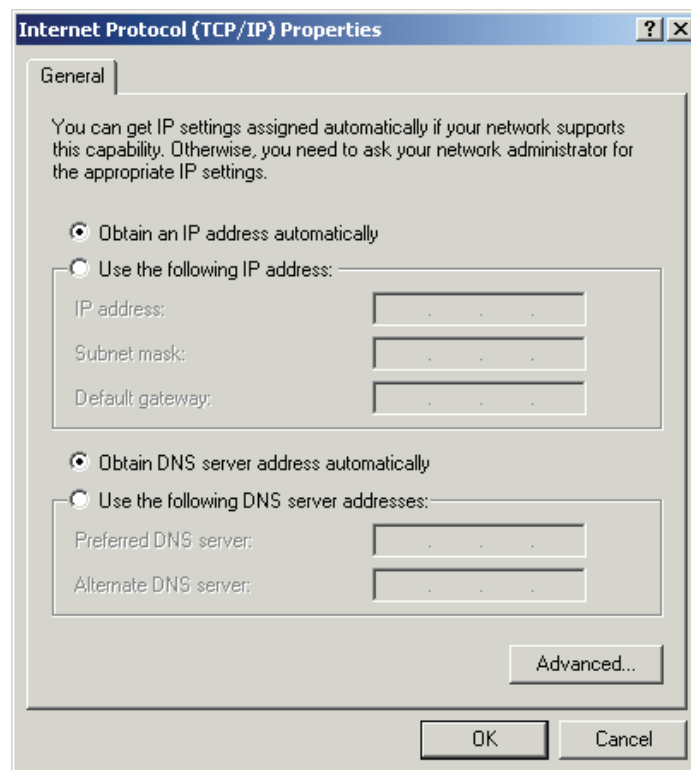 Internet Protocol (TCP/IP) Properties
General
You can get IP settings assigned automatically if your network supports
this capability. Otherwise, you need to ask your network administrator for
the appropriate IP settings.
Obtain an IP address automatically
Use the following IP address:
IP address:
Subnet mask:
Default gateway:
Obtain DNS server address automatically
Use the following DNS server addresses:
Preferred DNS server:
Alternate DNS server:
Advanced...
OK Cancel